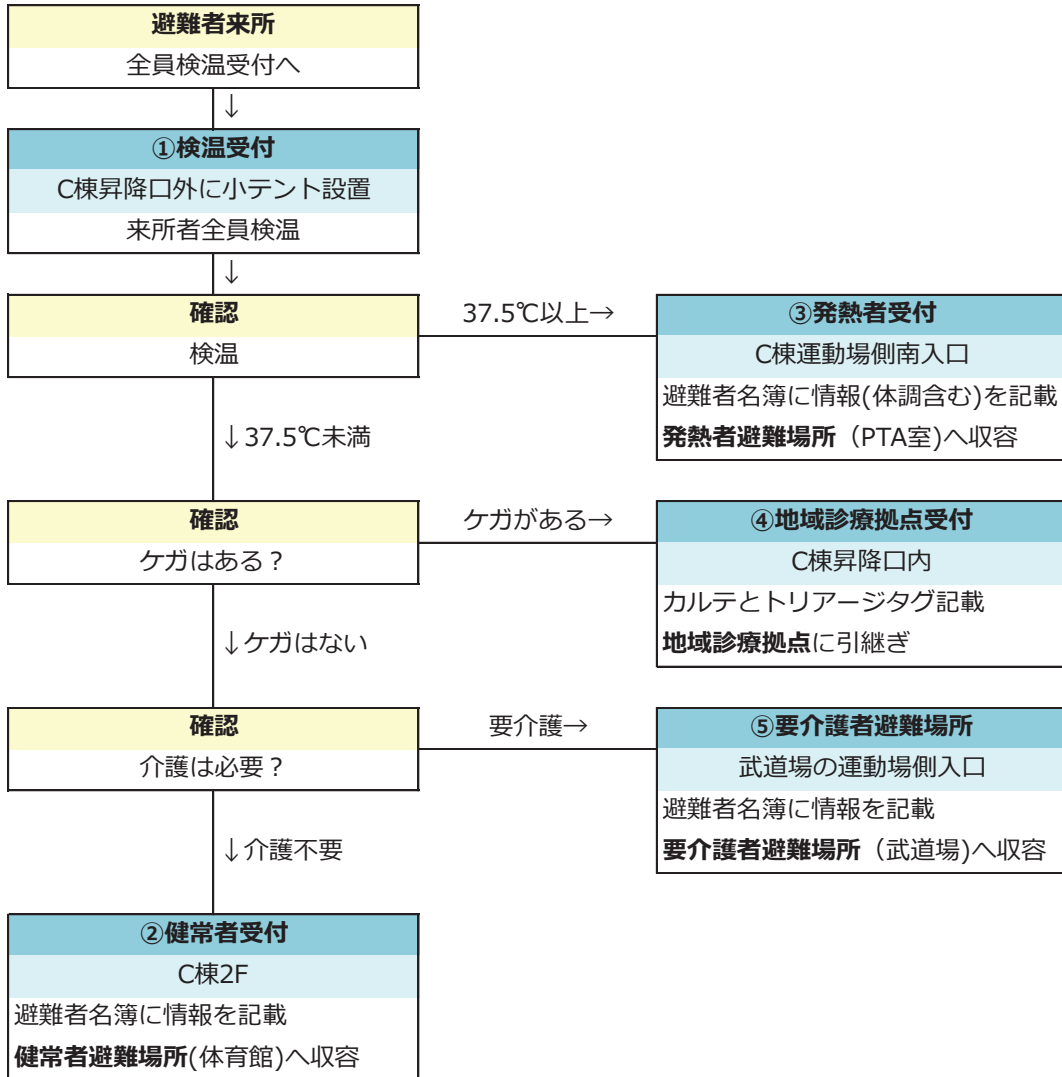 避難者来所
全員検温受付へ
↓
①検温受付
C棟昇降口外に小テント設置
来所者全員検温
↓
確認
検温
37.5℃以上→
③発熱者受付
C棟運動場側南入口
避難者名簿に情報(体調含む)を記載
発熱者避難場所（PTA室)へ収容
↓37.5℃未満
確認
ケガはある？
ケガがある→
④地域診療拠点受付
C棟昇降口内
カルテとトリアージタグ記載
地域診療拠点に引継ぎ
↓ケガはない
確認
介護は必要？
要介護→
⑤要介護者避難場所
武道場の運動場側入口
避難者名簿に情報を記載
要介護者避難場所（武道場)へ収容
↓介護不要
②健常者受付
C棟2F
避難者名簿に情報を記載
健常者避難場所(体育館)へ収容